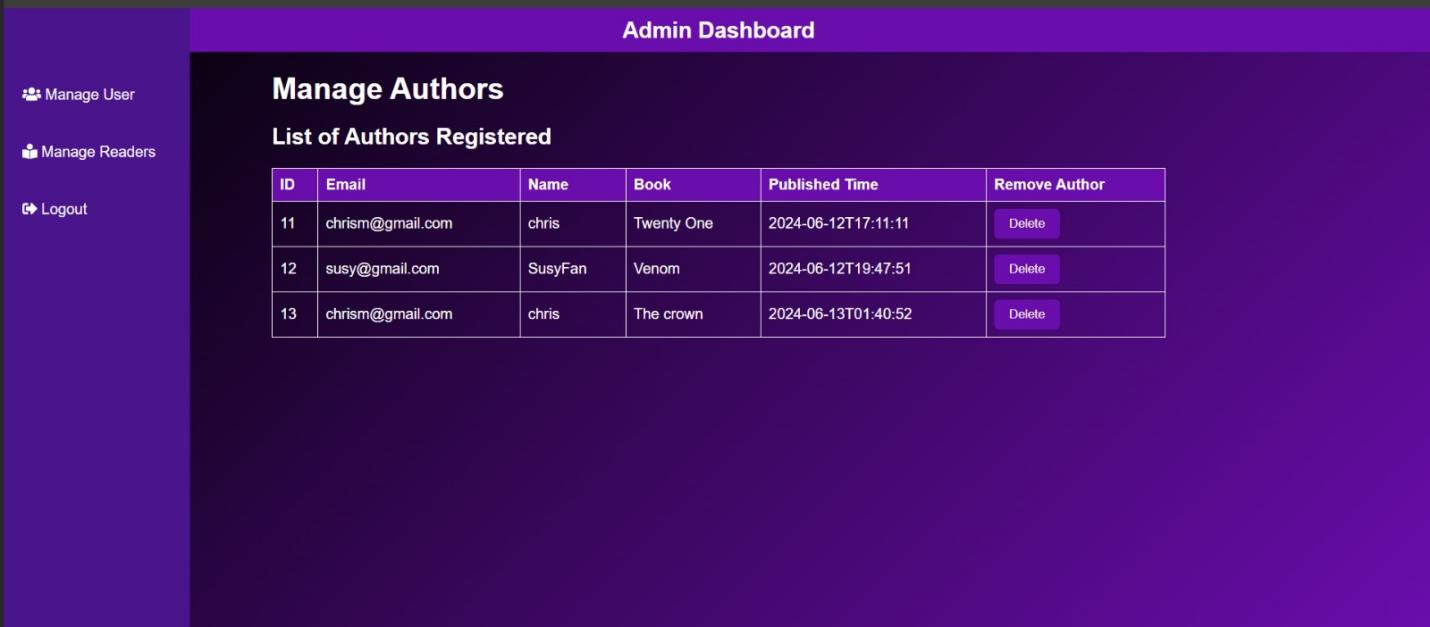 Admin Dashboard
Manage User
Manage Readers
Logout
Manage Authors
List of Authors Registered
ID Email Name Book Published Time Remove Author
11 chrism@gmail.com chris Twenty One 2024-06-12T17:11:11 Delete
12 susy@gmail.com SusyFan Venom 2024-06-12T19:47:51 Delete
13 chrism@gmail.com chris The crown 2024-06-13T01:40:52 Delete